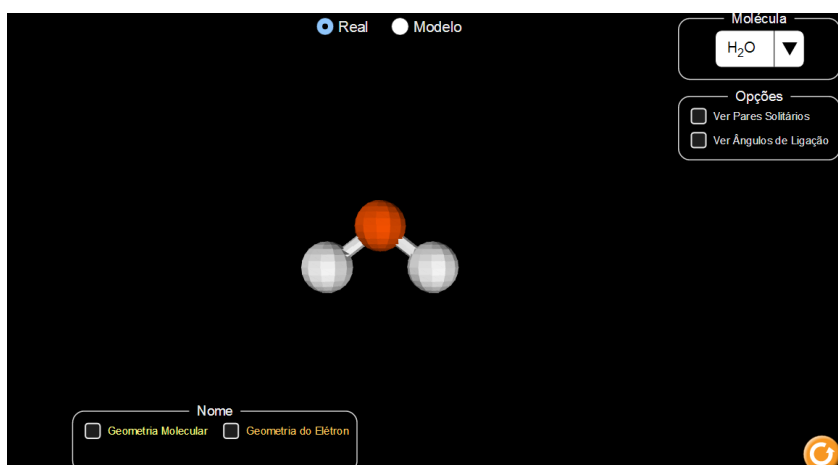 Real
Modelo
Molécula
H₂O
Opções
Ver Pares Solitários
Ver Ângulos de Ligação
Nome
Geometria Molecular
Geometria do Elétron